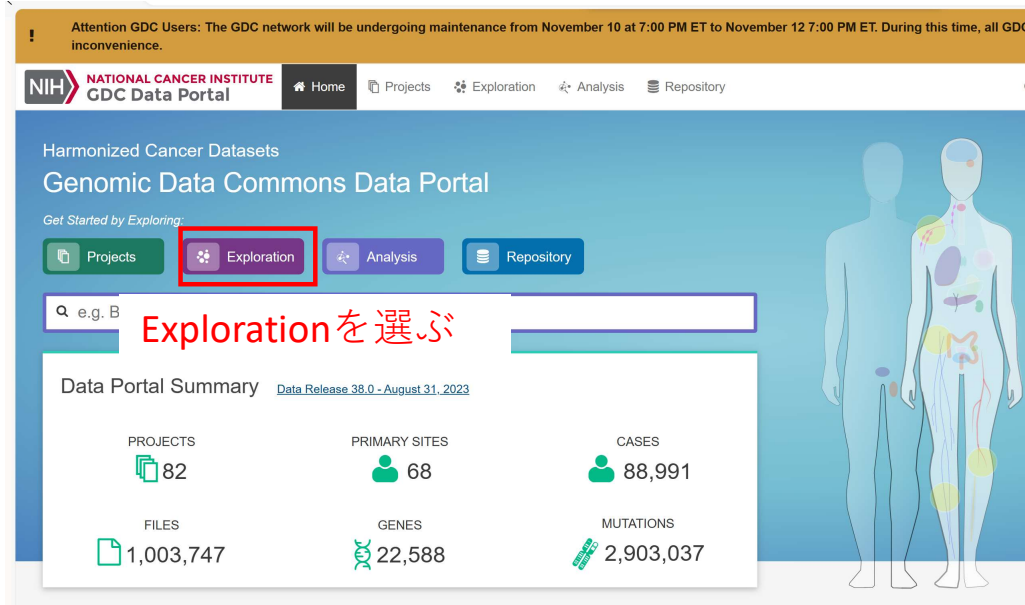 Attention GDC Users: The GDC network will be undergoing maintenance from November 10 at 7:00 PM ET to November 12 7:00 PM ET. During this time, all GDC
inconvenience.
NIH NATIONAL CANCER INSTITUTE
GDC Data Portal
Home Projects Exploration Analysis Repository
Harmonized Cancer Datasets
Genomic Data Commons Data Portal
Get Started by Exploring:
Projects Exploration Analysis Repository
e.g. B
Explorationを選ぶ
Data Portal Summary Data Release 38.0 - August 31, 2023
PROJECTS PRIMARY SITES CASES
82 68 88,991
FILES GENES MUTATIONS
1,003,747 22,588 2,903,037